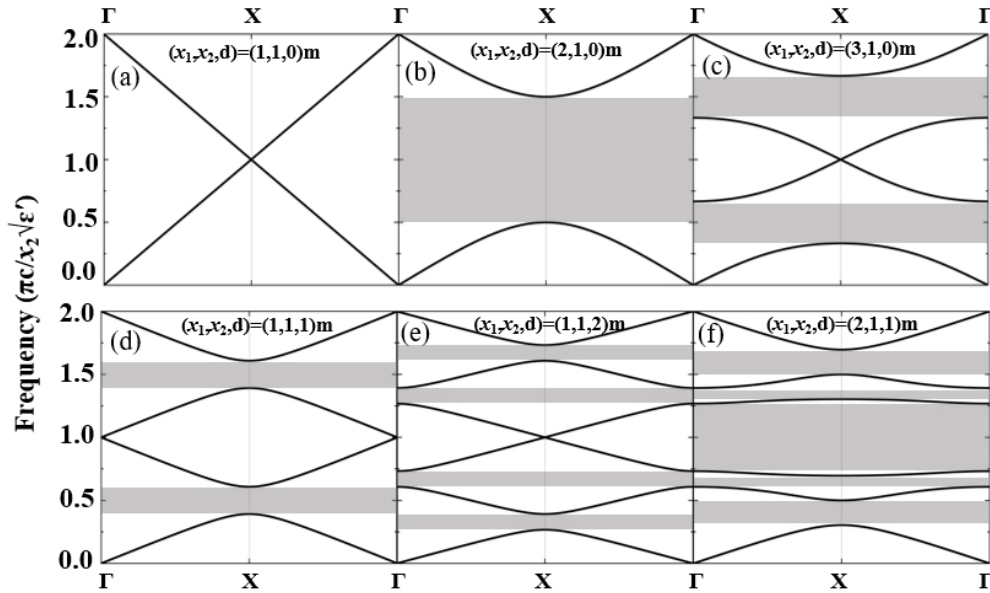 Γ X Γ X Γ X Γ
2.0 (x₁,x₂,d)=(1,1,0)m (x₁,x₂,d)=(2,1,0)m (x₁,x₂,d)=(3,1,0)m
(a) (b) (c)
1.5
1.0
0.5
0.0
Frequency (πc/x₂√ε′)
2.0 (x₁,x₂,d)=(1,1,1)m (x₁,x₂,d)=(1,1,2)m (x₁,x₂,d)=(2,1,1)m
(d) (e) (f)
1.5
1.0
0.5
0.0
Γ X Γ X Γ X Γ